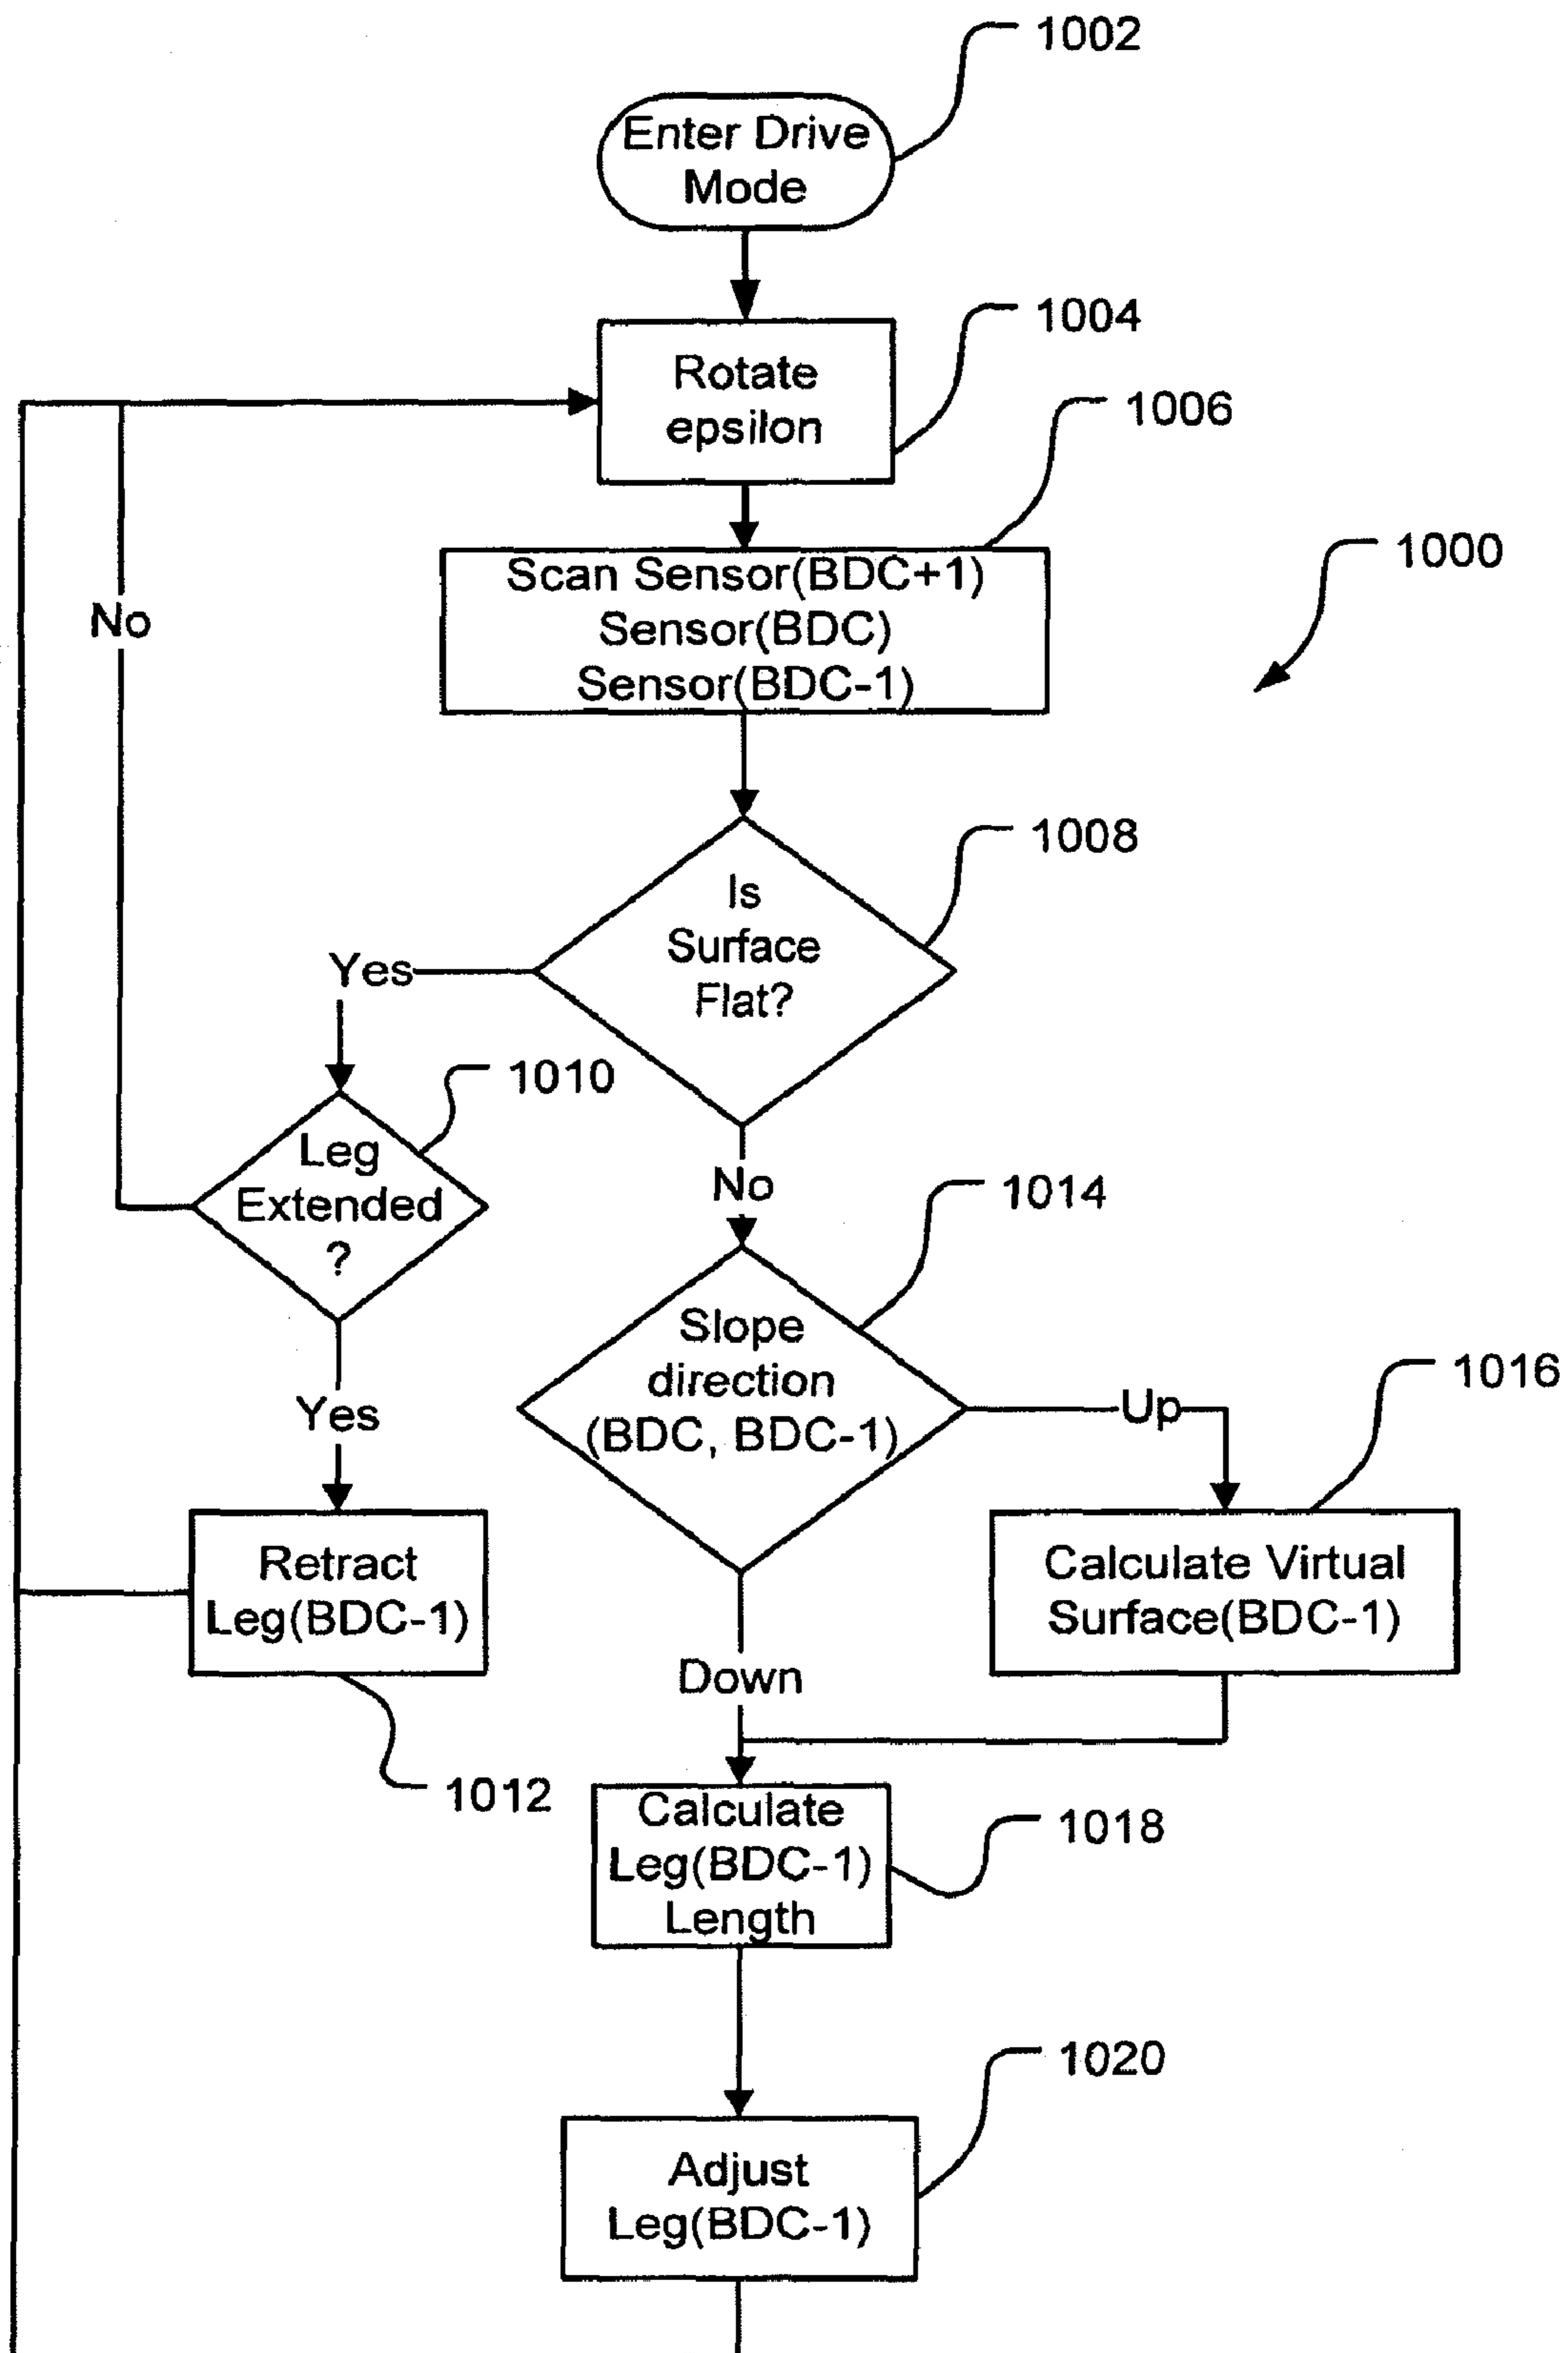 1002
Enter Drive
Mode
1004
Rotate
epsilon
1006
Scan Sensor(BDC+1)
Sensor(BDC)
Sensor(BDC-1)
1000
No
1008
Is
Surface
Flat?
Yes
1010
Leg
Extended
?
No
1014
Slope
direction
(BDC, BDC-1)
Up
1016
Yes
Retract
Leg(BDC-1)
Calculate Virtual
Surface(BDC-1)
Down
1012
Calculate
Leg(BDC-1)
Length
1018
1020
Adjust
Leg(BDC-1)